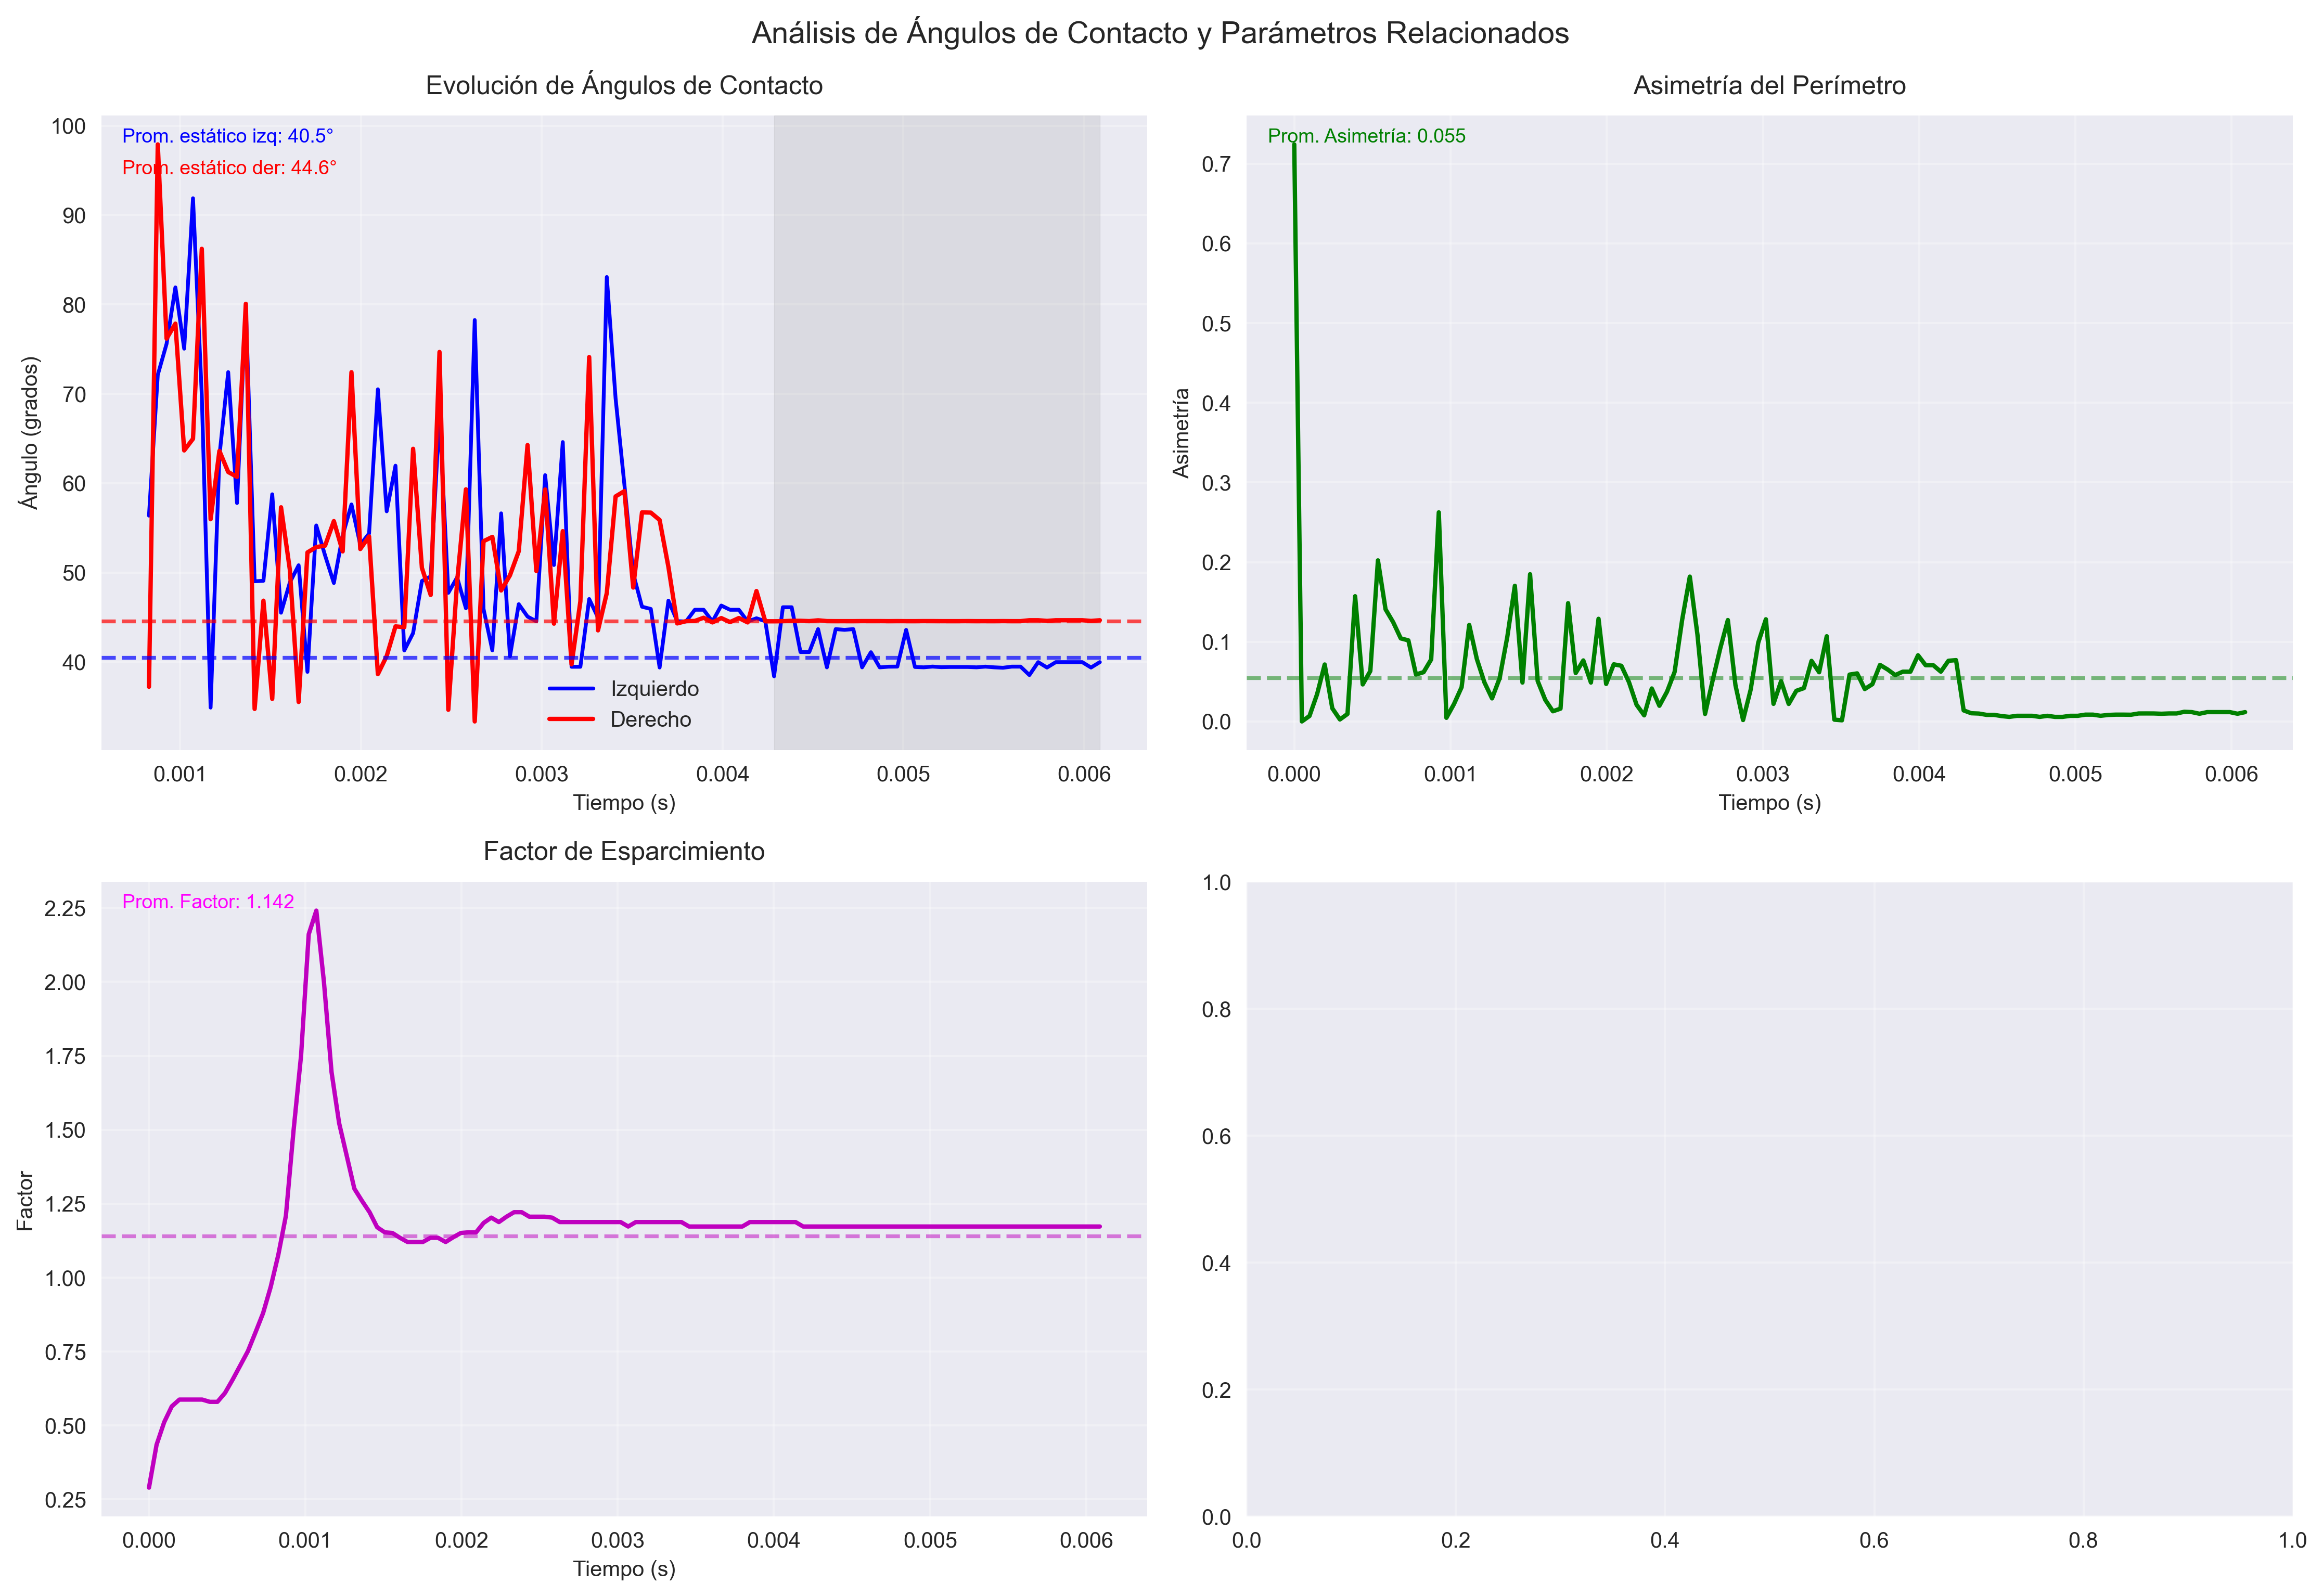 Análisis de Ángulos de Contacto y Parámetros Relacionados
Evolución de Ángulos de Contacto
Prom. estático izq: 40.5°
Prom. estático der: 44.6°
100
90
80
70
60
50
40
Ángulo (grados)
Izquierdo
Derecho
0.001 0.002 0.003 0.004 0.005 0.006
Tiempo (s)
Asimetría del Perímetro
Prom. Asimetría: 0.055
0.7
0.6
0.5
0.4
0.3
0.2
0.1
0.0
Asimetría
0.000 0.001 0.002 0.003 0.004 0.005 0.006
Tiempo (s)
Factor de Esparcimiento
Prom. Factor: 1.142
2.25
2.00
1.75
1.50
1.25
1.00
0.75
0.50
0.25
Factor
0.000 0.001 0.002 0.003 0.004 0.005 0.006
Tiempo (s)
1.0
0.8
0.6
0.4
0.2
0.0
0.0 0.2 0.4 0.6 0.8 1.0